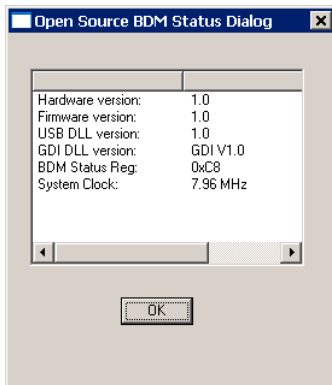 Open Source BDM Status Dialog
Hardware version: 1.0
Firmware version: 1.0
USB DLL version: 1.0
GDI DLL version: GDI V1.0
BDM Status Reg: 0xC8
System Clock: 7.96 MHz
OK